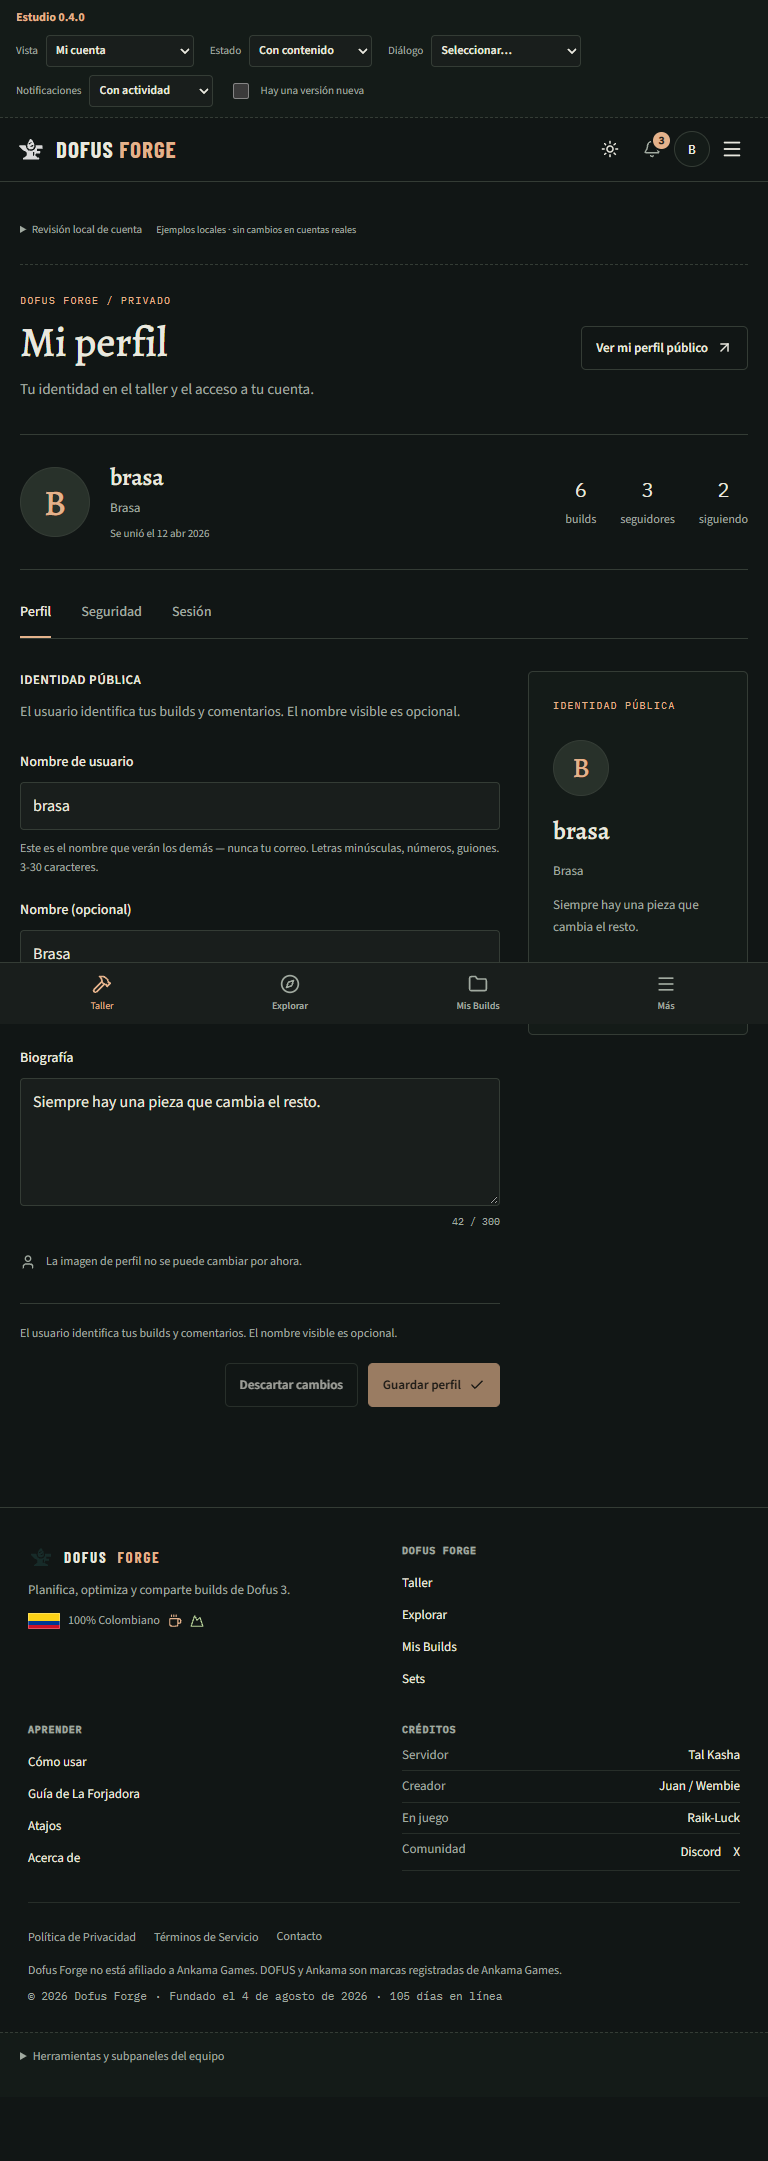 Estudio 0.4.0
Vista Mi cuenta Estado Con contenido Diálogo Seleccionar...
Notificaciones Con actividad Hay una versión nueva
DOFUS FORGE 3 B
Revisión local de cuenta Ejemplos locales · sin cambios en cuentas reales
DOFUS FORGE / PRIVADO
Mi perfil
Ver mi perfil público
Tu identidad en el taller y el acceso a tu cuenta.
B
brasa
Brasa
Se unió el 12 abr 2026
6 3 2
builds seguidores siguiendo
Perfil Seguridad Sesión
IDENTIDAD PÚBLICA
El usuario identifica tus builds y comentarios. El nombre visible es opcional.
Nombre de usuario
brasa
Este es el nombre que verán los demás — nunca tu correo. Letras minúsculas, números, guiones.
3-30 caracteres.
Nombre (opcional)
Brasa
IDENTIDAD PÚBLICA
B
brasa
Brasa
Siempre hay una pieza que
cambia el resto.
Taller Explorar Mis Builds Más
Biografía
Siempre hay una pieza que cambia el resto.
42 / 300
La imagen de perfil no se puede cambiar por ahora.
El usuario identifica tus builds y comentarios. El nombre visible es opcional.
Descartar cambios Guardar perfil
DOFUS FORGE
Planifica, optimiza y comparte builds de Dofus 3.
100% Colombiano
DOFUS FORGE
Taller
Explorar
Mis Builds
Sets
APRENDER
Cómo usar
Guía de La Forjadora
Atajos
Acerca de
CRÉDITOS
Servidor Tal Kasha
Creador Juan / Wembie
En juego Raik-Luck
Comunidad Discord X
Política de Privacidad Términos de Servicio Contacto
Dofus Forge no está afiliado a Ankama Games. DOFUS y Ankama son marcas registradas de Ankama Games.
© 2026 Dofus Forge · Fundado el 4 de agosto de 2026 · 105 días en línea
Herramientas y subpaneles del equipo